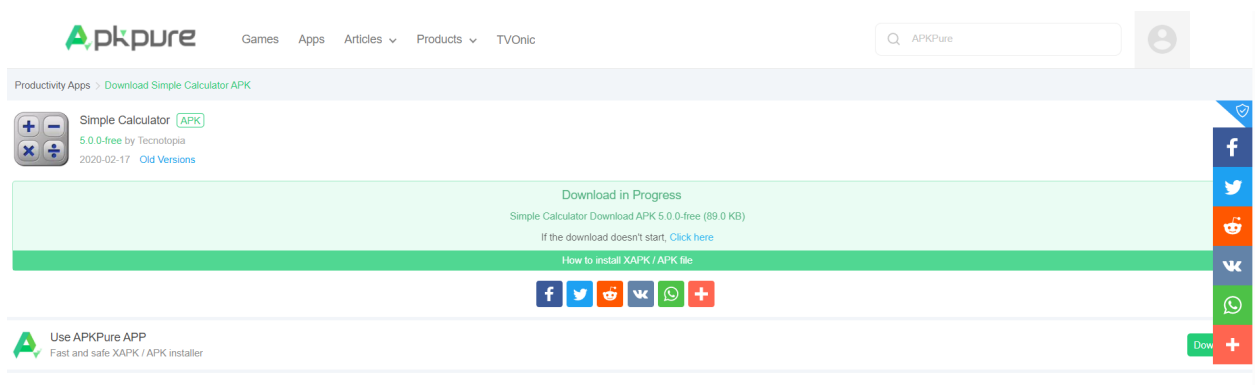 Apkpure Games Apps Articles Products TVOnic APKPure
Productivity Apps > Download Simple Calculator APK
Simple Calculator APK
5.0.0-free by Tecnotopia
2020-02-17 Old Versions
Download in Progress
Simple Calculator Download APK 5.0.0-free (89.0 KB)
If the download doesn't start, Click here
How to install XAPK / APK file
Use APKPure APP
Fast and safe XAPK / APK installer
Dow